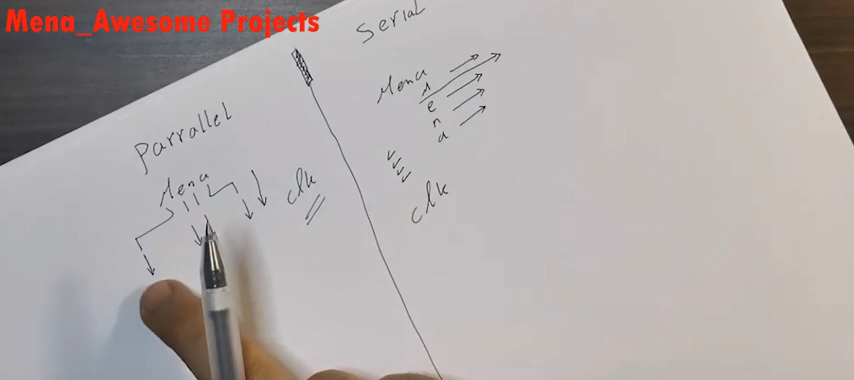 Mena_Awesome Projects
Parrallel
Mena
clk
Serial
Mena
M
e
n
a
clk